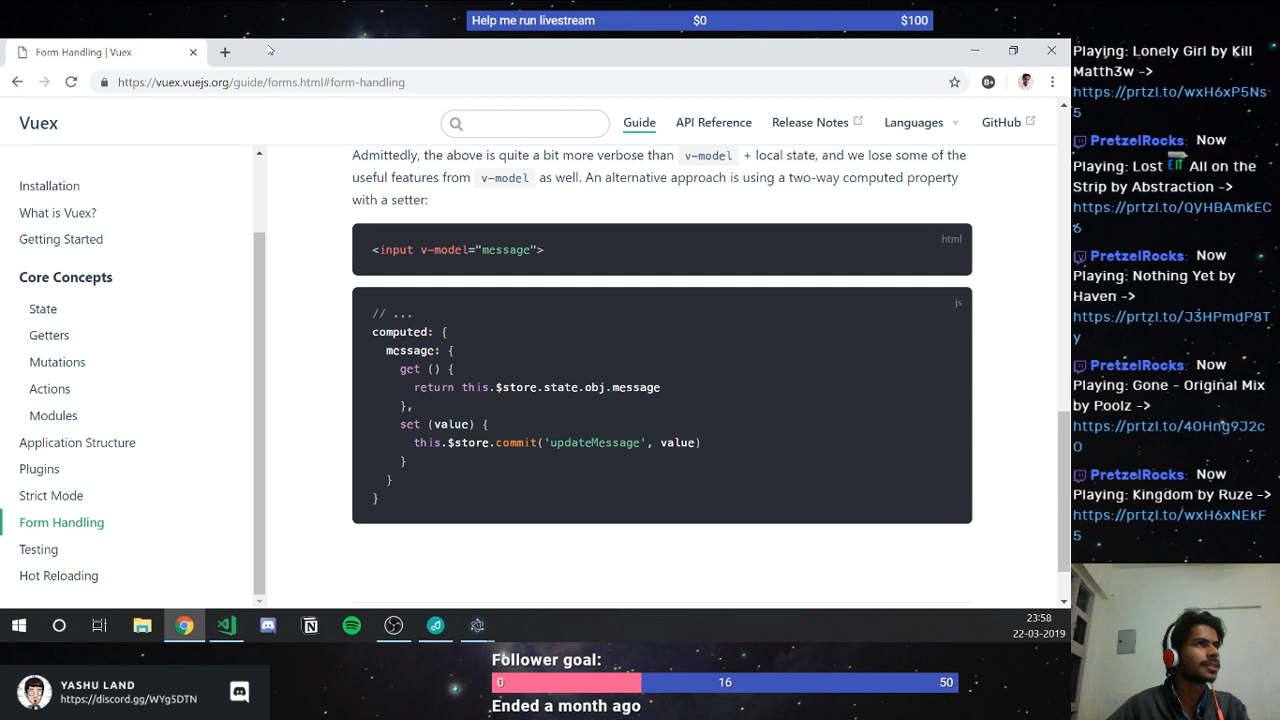 Help me run livestream $0 $100
Form Handling | Vuex
https://vuex.vuejs.org/guide/forms.html#form-handling
Vuex
Guide
API Reference
Release Notes
Languages
GitHub
Installation
What is Vuex?
Getting Started
Core Concepts
State
Getters
Mutations
Actions
Modules
Application Structure
Plugins
Strict Mode
Form Handling
Testing
Hot Reloading
Admittedly, the above is quite a bit more verbose than v-model + local state, and we lose some of the
useful features from v-model as well. An alternative approach is using a two-way computed property
with a setter:
html
<input v-model="message">
js
// ...
computed: {
message: {
get () {
return this.$store.state.obj.message
},
set (value) {
this.$store.commit('updateMessage', value)
}
}
}
Playing: Lonely Girl by Kill
Matth3w ->
https://prtzl.to/wxH6xP5Ns
5
PretzelRocks: Now
Playing: Lost EIT All on the
Strip by Abstraction ->
https://prtzl.to/QVHBAmkEC
6
PretzelRocks: Now
Playing: Nothing Yet by
Haven ->
https://prtzl.to/J3HPmdP8T
y
PretzelRocks: Now
Playing: Gone - Original Mix
by Poolz ->
https://prtzl.to/40Hng9J2c
0
PretzelRocks: Now
Playing: Kingdom by Ruze ->
https://prtzl.to/wxH6xNEkF
5
23:58
22-03-2019
YASHU LAND
https://discord.gg/WYg5DTN
Follower goal:
0 16 50
Ended a month ago